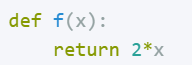 def f(x):
    return 2*x